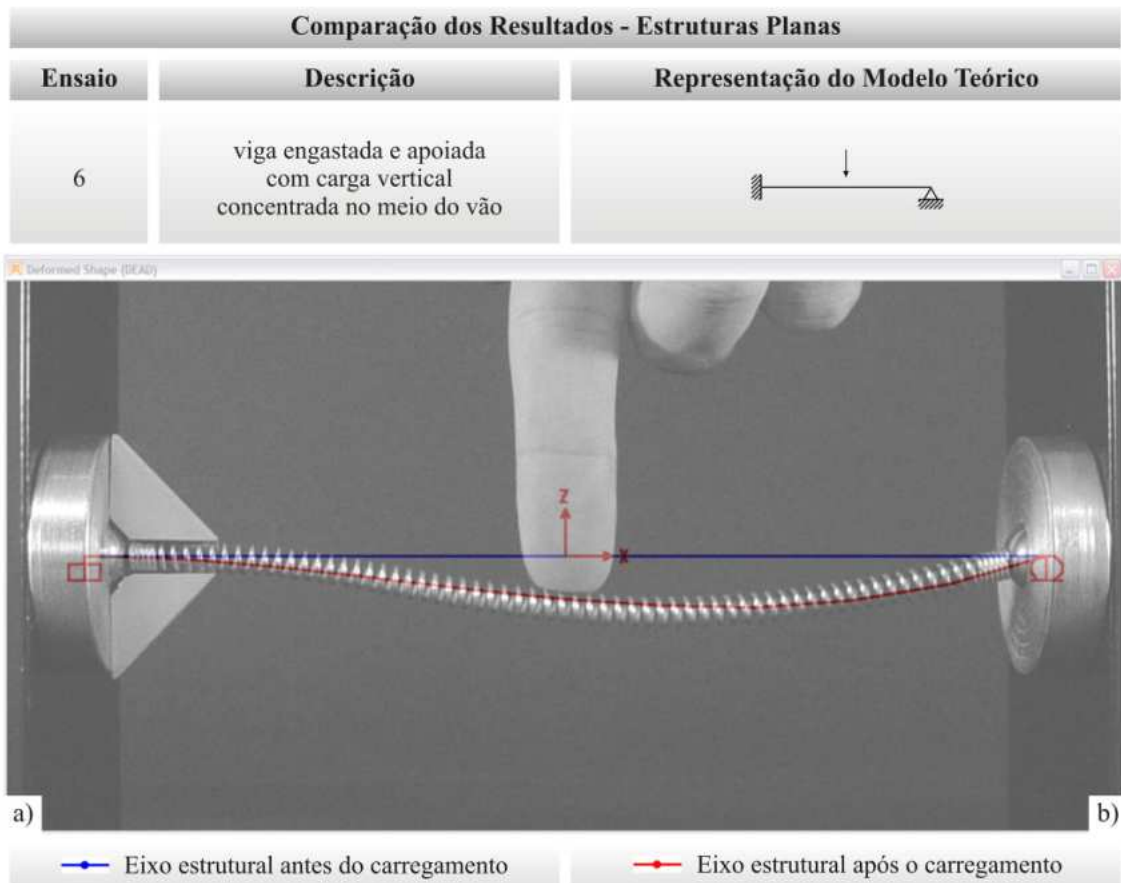 Comparação dos Resultados - Estruturas Planas
Ensaio
Descrição
Representação do Modelo Teórico
6
viga engastada e apoiada
com carga vertical
concentrada no meio do vão
Deformed Shape (DEAD)
Z
X
a)
b)
Eixo estrutural antes do carregamento
Eixo estrutural após o carregamento